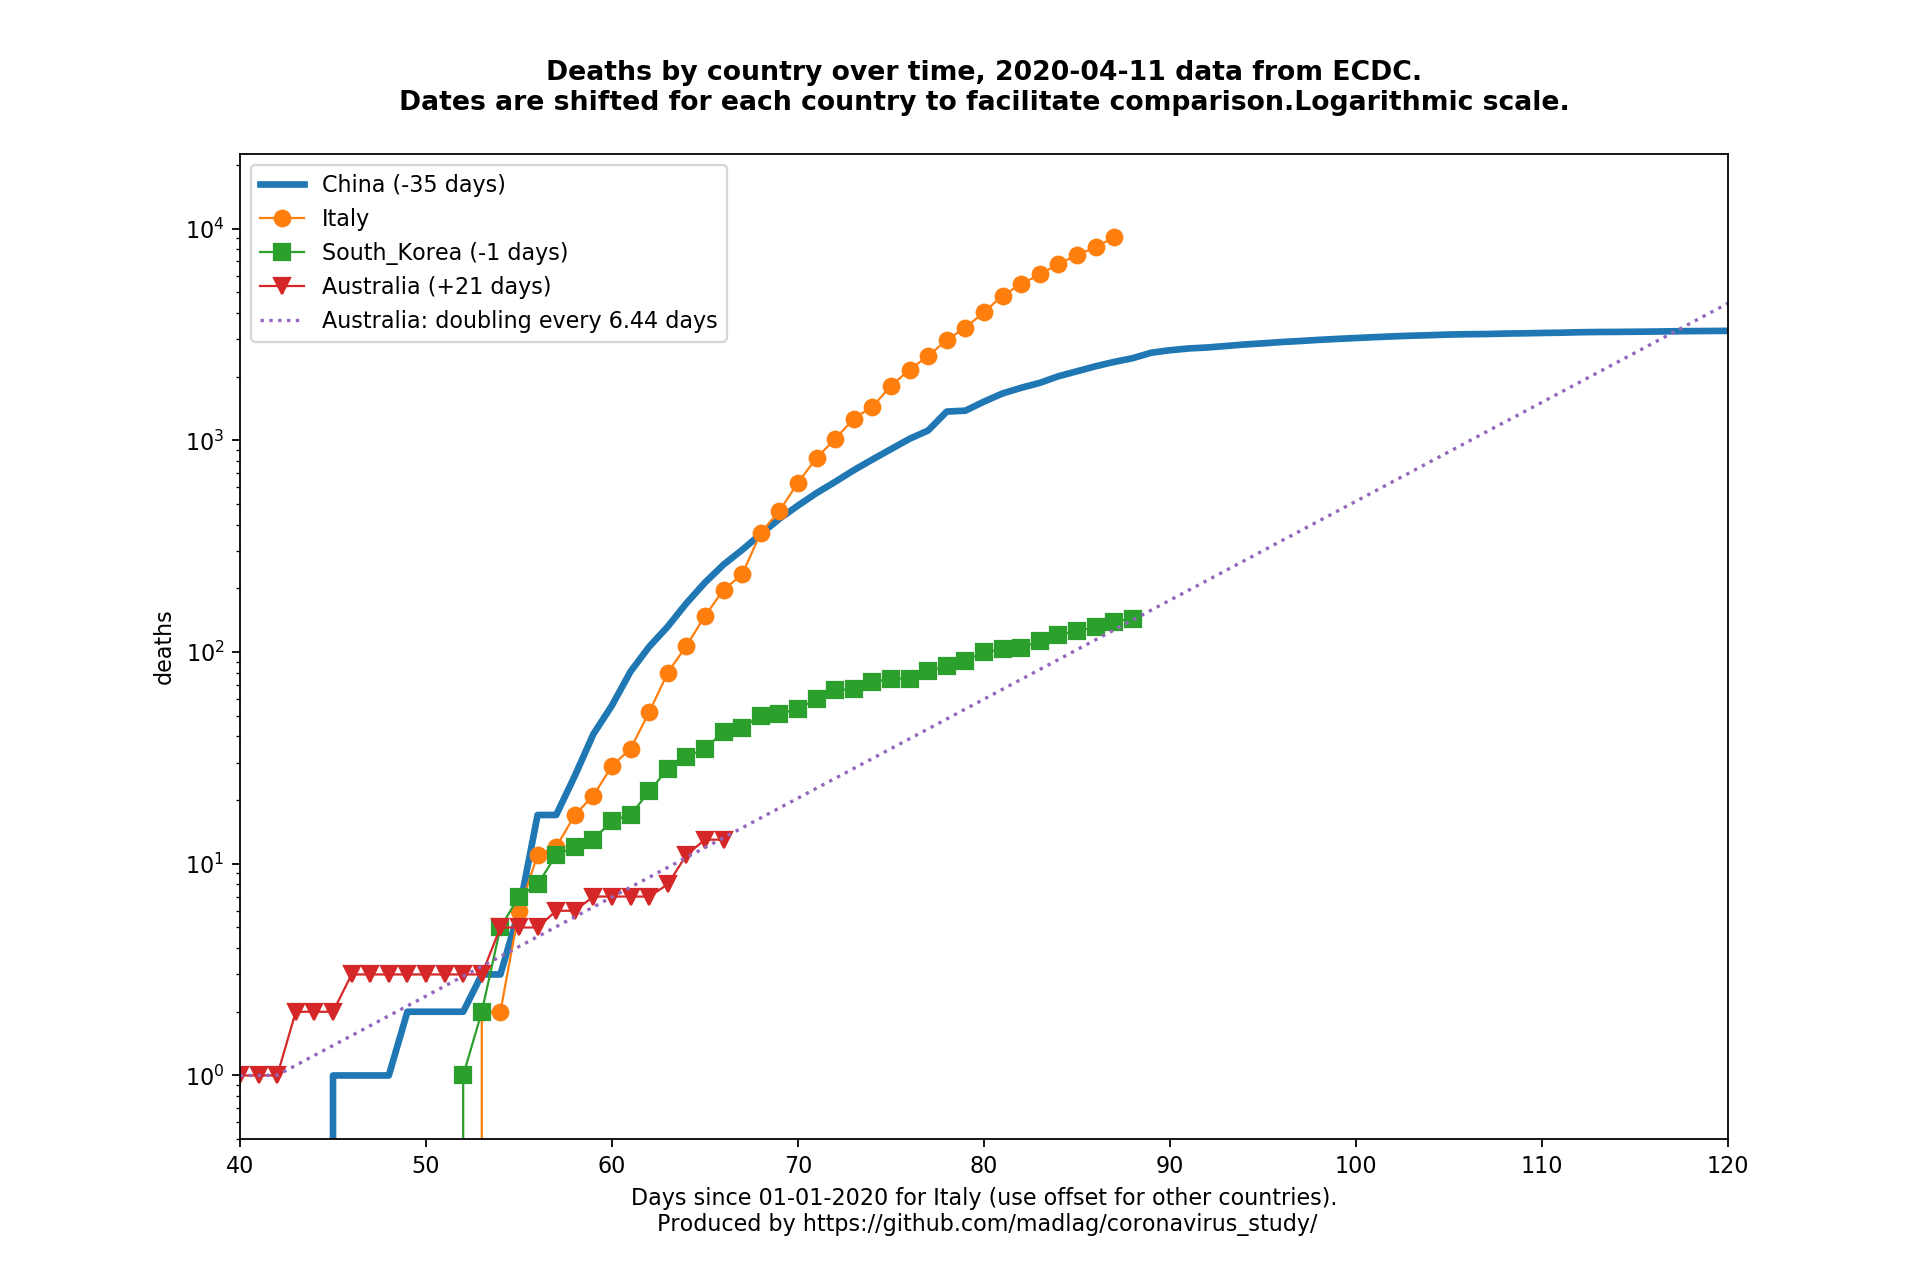 Deaths by country over time, 2020-04-11 data from ECDC.
Dates are shifted for each country to facilitate comparison.Logarithmic scale.
China (-35 days)
Italy
South_Korea (-1 days)
Australia (+21 days)
Australia: doubling every 6.44 days
10^4
10^3
10^2
10^1
10^0
deaths
40 50 60 70 80 90 100 110 120
Days since 01-01-2020 for Italy (use offset for other countries).
Produced by https://github.com/madlag/coronavirus_study/